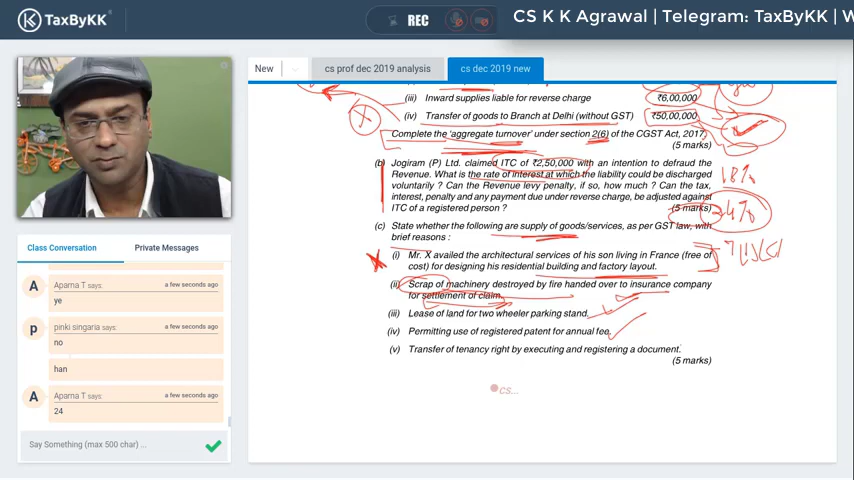 TaxByKK
REC
CS K K Agrawal | Telegram: TaxByKK | W
New
cs prof dec 2019 analysis
cs dec 2019 new
(iii) Inward supplies liable for reverse charge ₹6,00,000
(iv) Transfer of goods to Branch at Delhi (without GST) ₹50,00,000
Complete the 'aggregate turnover' under section 2(6) of the CGST Act, 2017.
(5 marks)
(b) Jogiram (P) Ltd. claimed ITC of ₹2,50,000 with an intention to defraud the
Revenue. What is the rate of interest at which the liability could be discharged
voluntarily ? Can the Revenue levy penalty, if so, how much ? Can the tax,
interest, penalty and any payment due under reverse charge, be adjusted against
ITC of a registered person ?
(5 marks)
18%
24%
(c) State whether the following are supply of goods/services, as per GST law, with
brief reasons :
(i) Mr. X availed the architectural services of his son living in France (free of
cost) for designing his residential building and factory layout.
(ii) Scrap of machinery destroyed by fire handed over to insurance company
for settlement of claim.
(iii) Lease of land for two wheeler parking stand.
(iv) Permitting use of registered patent for annual fee.
(v) Transfer of tenancy right by executing and registering a document.
(5 marks)
cs...
Class Conversation
Private Messages
A
Aparna T says:
a few seconds ago
ye
p
pinki singaria says:
a few seconds ago
no
han
A
Aparna T says:
a few seconds ago
24
Say Something (max 500 char) ...